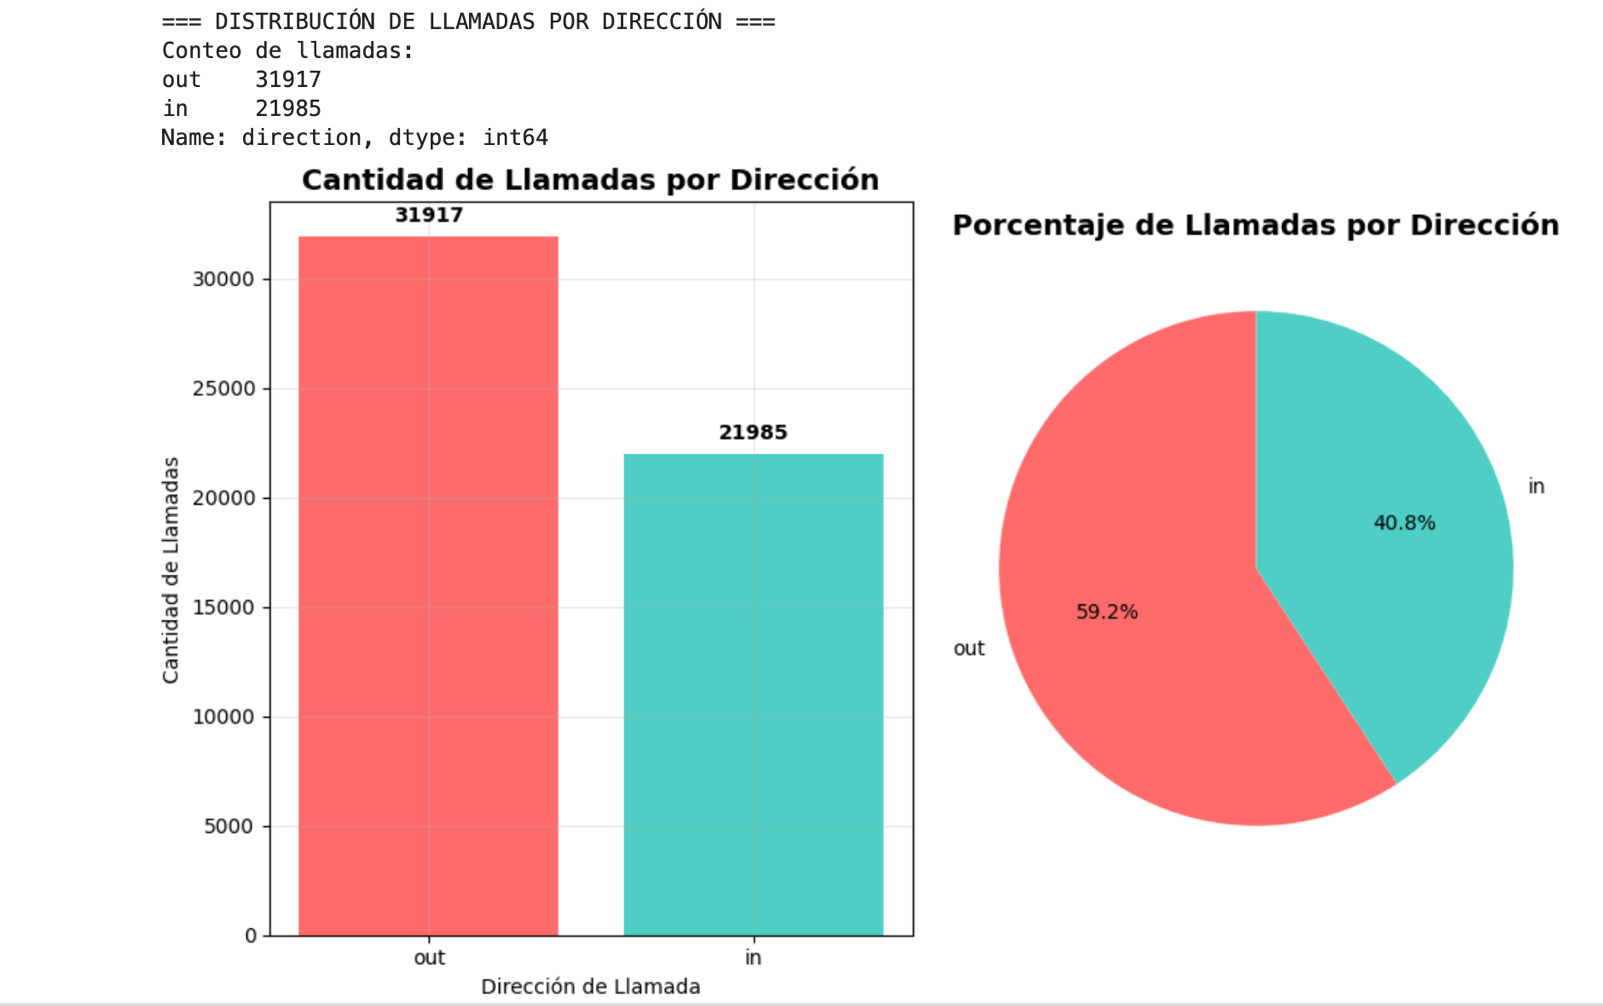 === DISTRIBUCIÓN DE LLAMADAS POR DIRECCIÓN ===
Conteo de llamadas:
out    31917
in     21985
Name: direction, dtype: int64
Cantidad de Llamadas por Dirección
31917
21985
30000
25000
20000
15000
10000
5000
0
Cantidad de Llamadas
out
in
Dirección de Llamada
Porcentaje de Llamadas por Dirección
in
40.8%
59.2%
out